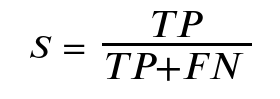 S = TP / TP+FN